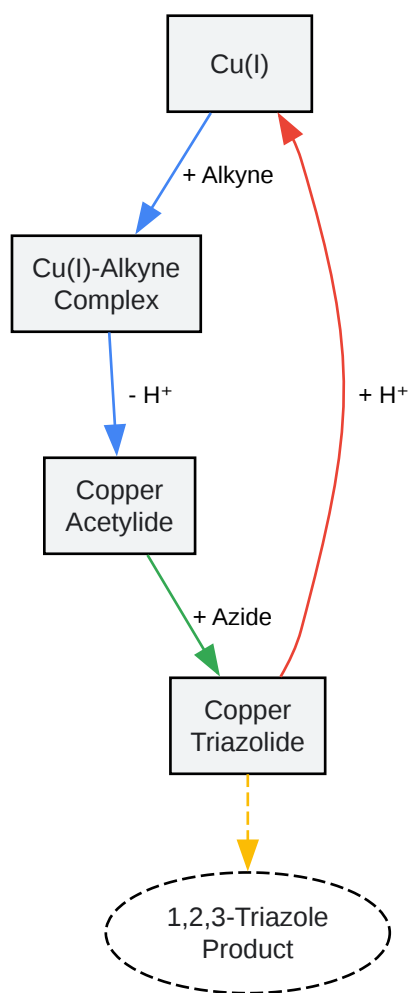 Cu(I)
+ Alkyne
Cu(I)-Alkyne
Complex
- H⁺
+ H⁺
Copper
Acetylide
+ Azide
Copper
Triazolide
1,2,3-Triazole
Product